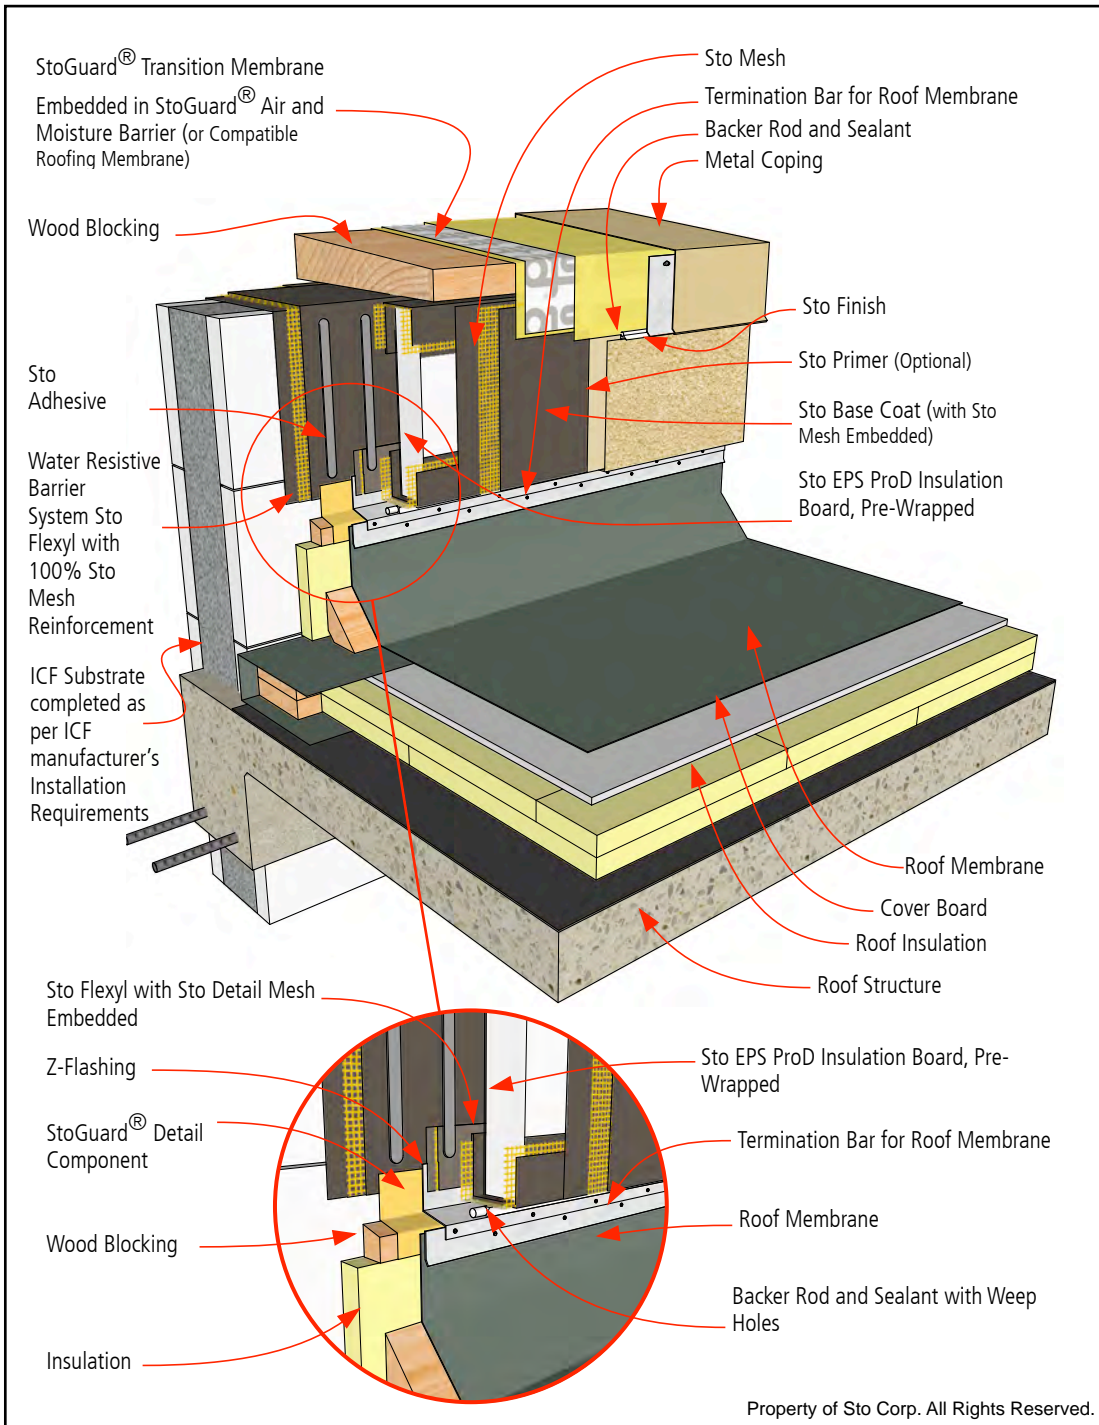 StoGuard® Transition Membrane
Embedded in StoGuard® Air and
Moisture Barrier (or Compatible
Roofing Membrane)
Wood Blocking
Sto
Adhesive
Water Resistive
Barrier
System Sto
Flexyl with
100% Sto
Mesh
Reinforcement
ICF Substrate
completed as
per ICF
manufacturer's
Installation
Requirements
Sto Mesh
Termination Bar for Roof Membrane
Backer Rod and Sealant
Metal Coping
Sto Finish
Sto Primer (Optional)
Sto Base Coat (with Sto
Mesh Embedded)
Sto EPS ProD Insulation
Board, Pre-Wrapped
Roof Membrane
Cover Board
Roof Insulation
Roof Structure
Sto Flexyl with Sto Detail Mesh
Embedded
Z-Flashing
StoGuard® Detail
Component
Wood Blocking
Insulation
Sto EPS ProD Insulation Board, Pre-
Wrapped
Termination Bar for Roof Membrane
Roof Membrane
Backer Rod and Sealant with Weep
Holes
Property of Sto Corp. All Rights Reserved.